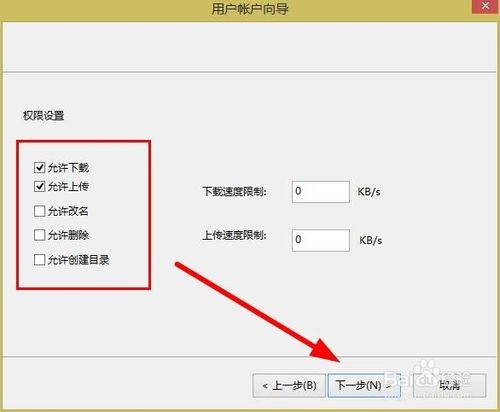 用户帐户向导
权限设置
允许下载
允许上传
允许改名
允许删除
允许创建目录
下载速度限制: 0 KB/s
上传速度限制: 0 KB/s
< 上一步(B) 下一步(N) > 取消
Baidu经验